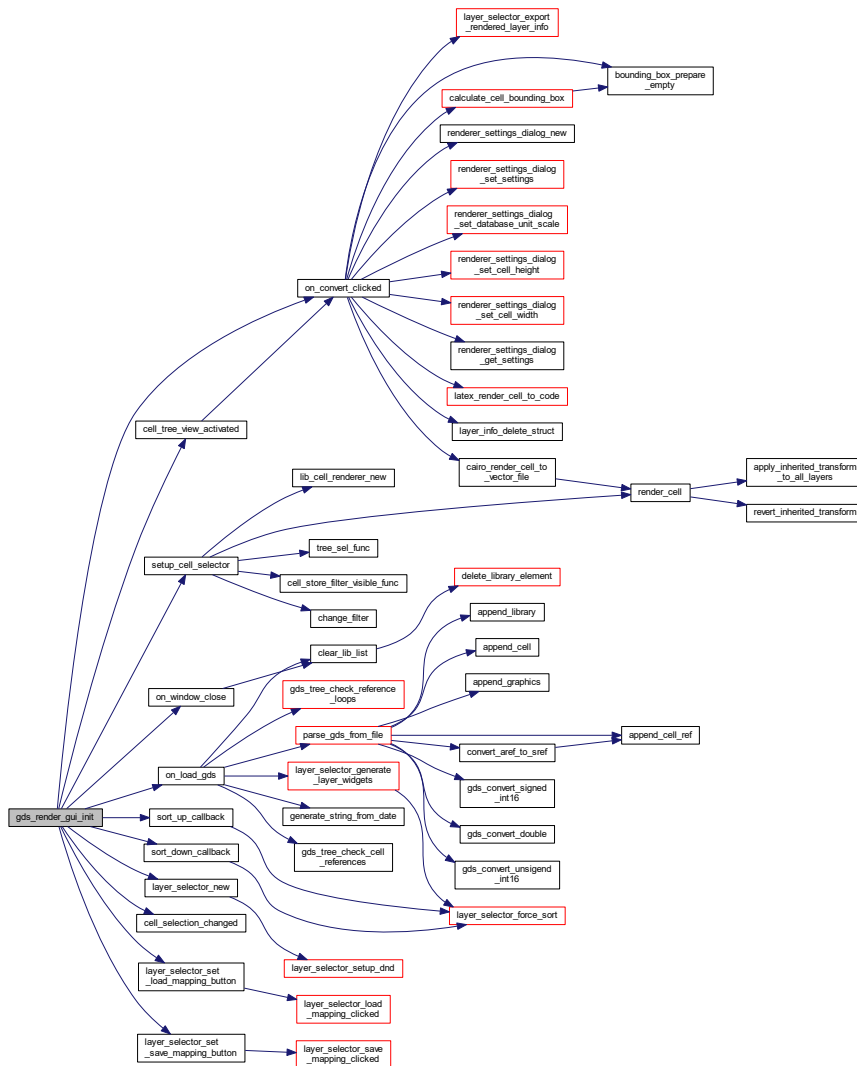 layer_selector_export
_rendered_layer_info
bounding_box_prepare
_empty
calculate_cell_bounding_box
renderer_settings_dialog_new
renderer_settings_dialog
_set_settings
renderer_settings_dialog
_set_database_unit_scale
renderer_settings_dialog
_set_cell_height
on_convert_clicked
renderer_settings_dialog
_set_cell_width
renderer_settings_dialog
_get_settings
latex_render_cell_to_code
cell_tree_view_activated
layer_info_delete_struct
cairo_render_cell_to
_vector_file
apply_inherited_transform
_to_all_layers
lib_cell_renderer_new
render_cell
revert_inherited_transform
tree_sel_func
setup_cell_selector
cell_store_filter_visible_func
delete_library_element
change_filter
append_library
clear_lib_list
append_cell
on_window_close
gds_tree_check_reference
_loops
append_graphics
parse_gds_from_file
append_cell_ref
convert_aref_to_sref
on_load_gds
layer_selector_generate
_layer_widgets
gds_convert_signed
_int16
gds_render_gui_init
sort_up_callback
generate_string_from_date
gds_convert_double
sort_down_callback
gds_tree_check_cell
_references
gds_convert_unsigend
_int16
layer_selector_new
cell_selection_changed
layer_selector_force_sort
layer_selector_setup_dnd
layer_selector_set
_load_mapping_button
layer_selector_load
_mapping_clicked
layer_selector_set
_save_mapping_button
layer_selector_save
_mapping_clicked